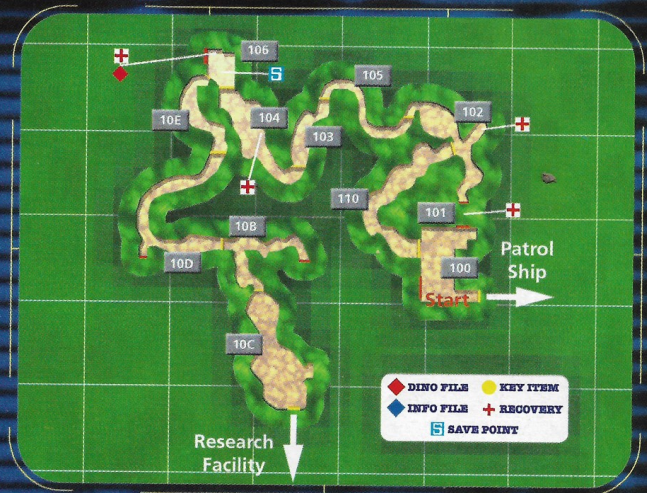 106
S
105
10E
104
102
103
110
101
10B
Patrol
Ship
10D
100
Start
10C
DINO FILE
KEY ITEM
INFO FILE
RECOVERY
S SAVE POINT
Research
Facility